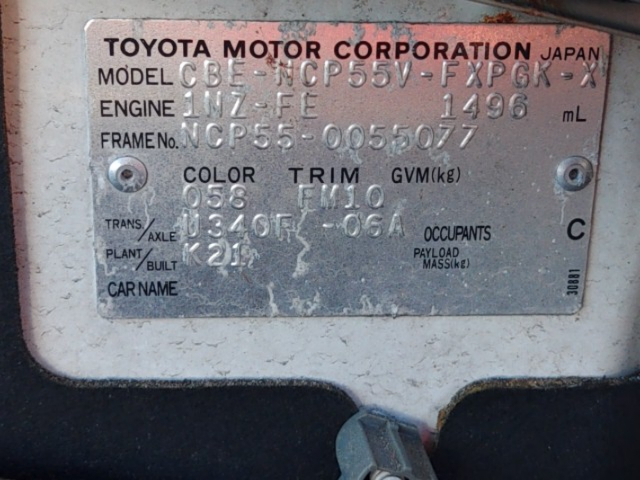 TOYOTA MOTOR CORPORATION JAPAN
MODEL CBE-NCP55V-FXPGK-X
ENGINE 1NZ-FE 1496 mL
FRAME No. NCP55-0055077
COLOR TRIM GVM(kg)
058 FM10
TRANS/AXLE U340F -06A OCCUPANTS C
PLANT/BUILT K21 PAYLOAD MASS(kg)
CAR NAME
30881